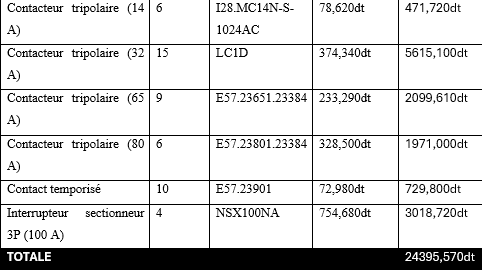 Contacteur tripolaire (14 6 I28.MC14N-S- 78,620dt 471,720dt
A) 1024AC
Contacteur tripolaire (32 15 LC1D 374,340dt 5615,100dt
A)
Contacteur tripolaire (65 9 E57.23651.23384 233,290dt 2099,610dt
A)
Contacteur tripolaire (80 6 E57.23801.23384 328,500dt 1971,000dt
A)
Contact temporisé 10 E57.23901 72,980dt 729,800dt
Interrupteur sectionneur 4 NSX100NA 754,680dt 3018,720dt
3P (100 A)
TOTALE 24395,570dt